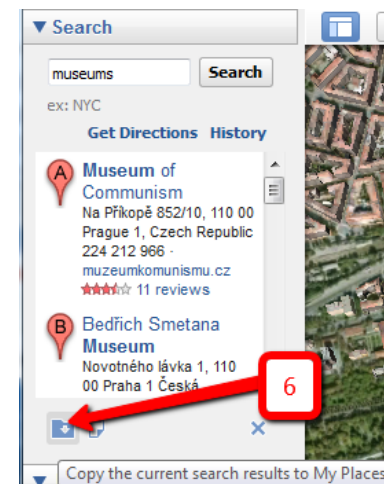 Search
museums Search
ex: NYC
Get Directions History
A Museum of
Communism
Na Příkopě 852/10, 110 00
Prague 1, Czech Republic
224 212 966 -
muzeumkomunismu.cz
11 reviews
B Bedřich Smetana
Museum
Novotného lávka 1, 110
00 Praha 1 Česká
6
Copy the current search results to My Places